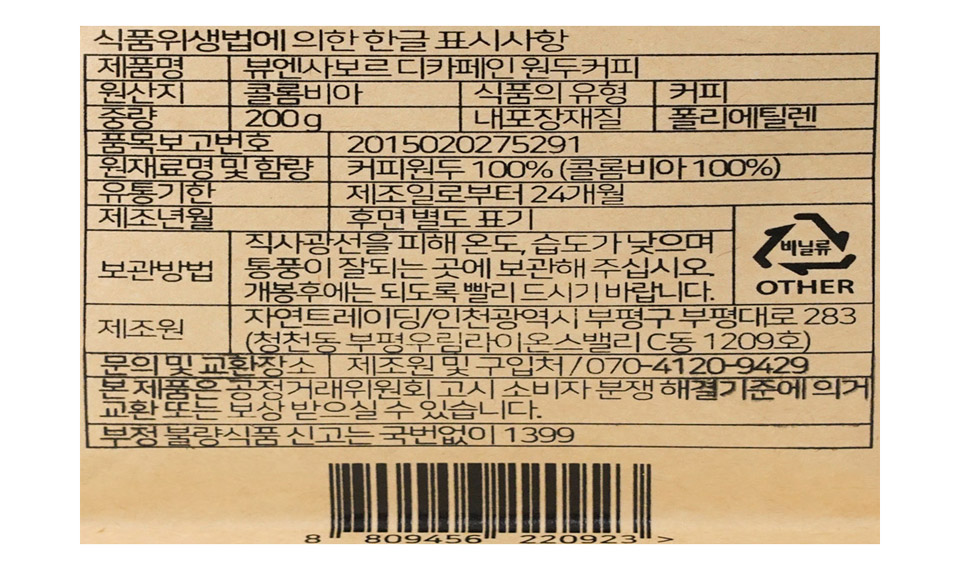 식품위생법에 의한 한글 표시사항
제품명 뷰엔사보르 디카페인 원두커피
원산지 콜롬비아 식품의 유형 커피
중량 200g 내포장재질 폴리에틸렌
품목보고번호 2015020275291
원재료명 및 함량 커피원두 100% (콜롬비아 100%)
유통기한 제조일로부터 24개월
제조년월 후면 별도 표기
보관방법 직사광선을 피해 온도, 습도가 낮으며
통풍이 잘되는 곳에 보관해 주십시오.
개봉후에는 되도록 빨리 드시기 바랍니다.
비닐류
OTHER
제조원 자연트레이딩/인천광역시 부평구 부평대로 283
(청천동 부평우림라이온스밸리 C동 1209호)
문의 및 교환장소 제조원 및 구입처 / 070-4120-9429
본 제품은 공정거래위원회 고시 소비자 분쟁 해결기준에 의거
교환 또는 보상 받으실 수 있습니다.
부정 불량식품 신고는 국번없이 1399
8 809456 220923 >